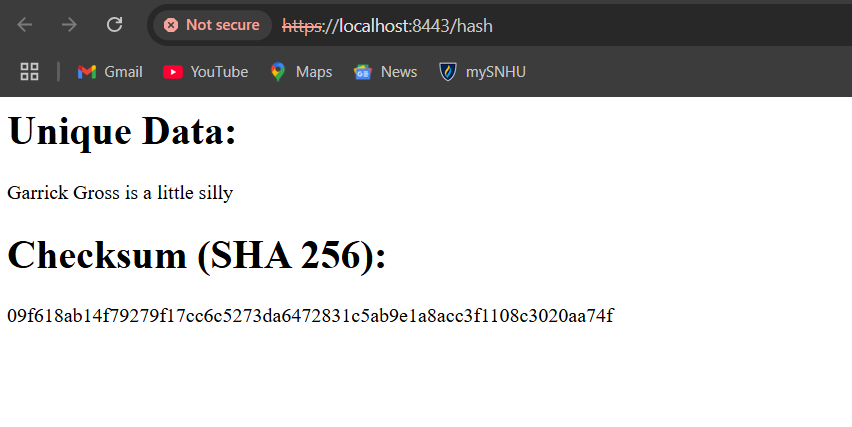 Not secure https://localhost:8443/hash
Gmail YouTube Maps News mySNHU
Unique Data:
Garrick Gross is a little silly
Checksum (SHA 256):
09f618ab14f79279f17cc6c5273da6472831c5ab9e1a8acc3f1108c3020aa74f